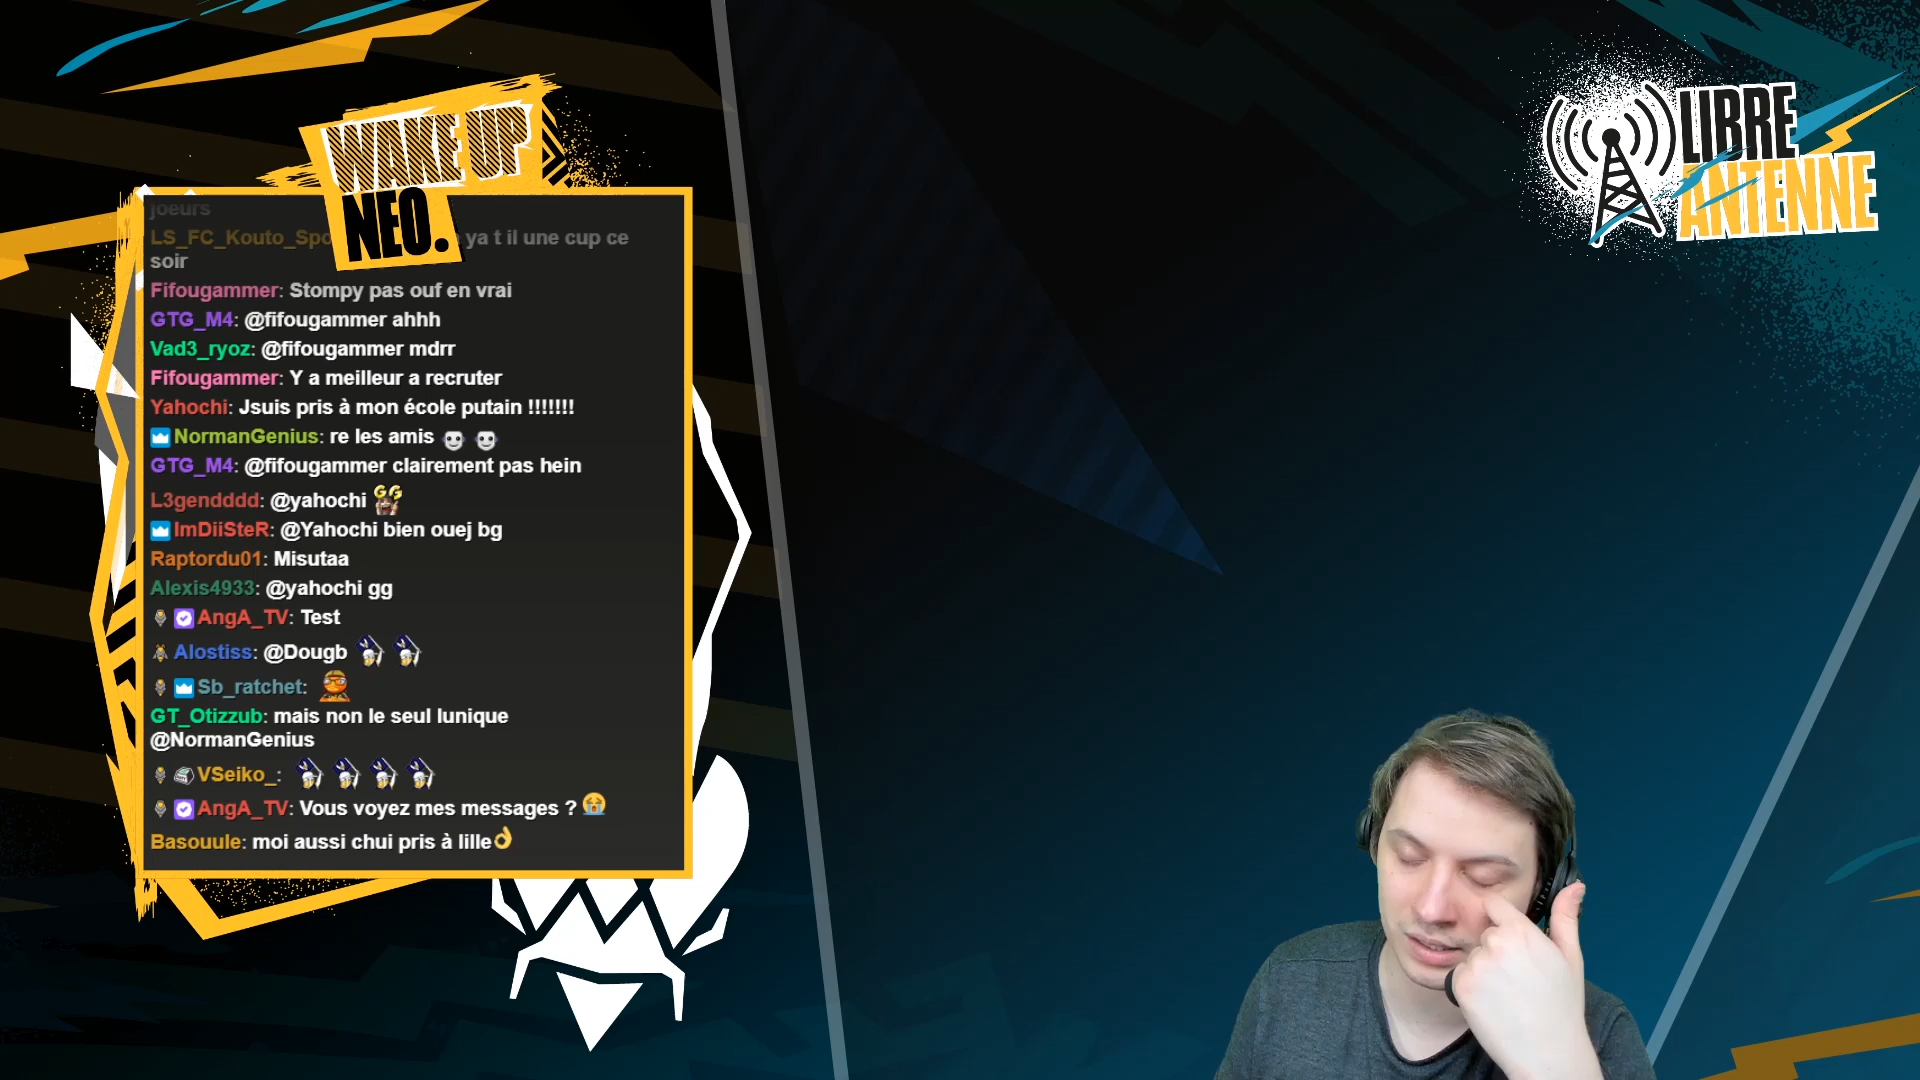 WAKE UP
NEO.
LIBRE
ANTENNE
joeurs
LS_FC_Kouto_Spo ya t il une cup ce
soir
Fifougammer: Stompy pas ouf en vrai
GTG_M4: @fifougammer ahhh
Vad3_ryoz: @fifougammer mdrr
Fifougammer: Y a meilleur a recruter
Yahochi: Jsuis pris à mon école putain !!!!!!!
NormanGenius: re les amis
GTG_M4: @fifougammer clairement pas hein
L3gendddd: @yahochi GG
ImDiiSteR: @Yahochi bien ouej bg
Raptordu01: Misutaa
Alexis4933: @yahochi gg
AngA_TV: Test
Alostiss: @Dougb
Sb_ratchet:
GT_Otizzub: mais non le seul lunique
@NormanGenius
VSeiko_:
AngA_TV: Vous voyez mes messages ? 😭
Basouule: moi aussi chui pris à lille👌